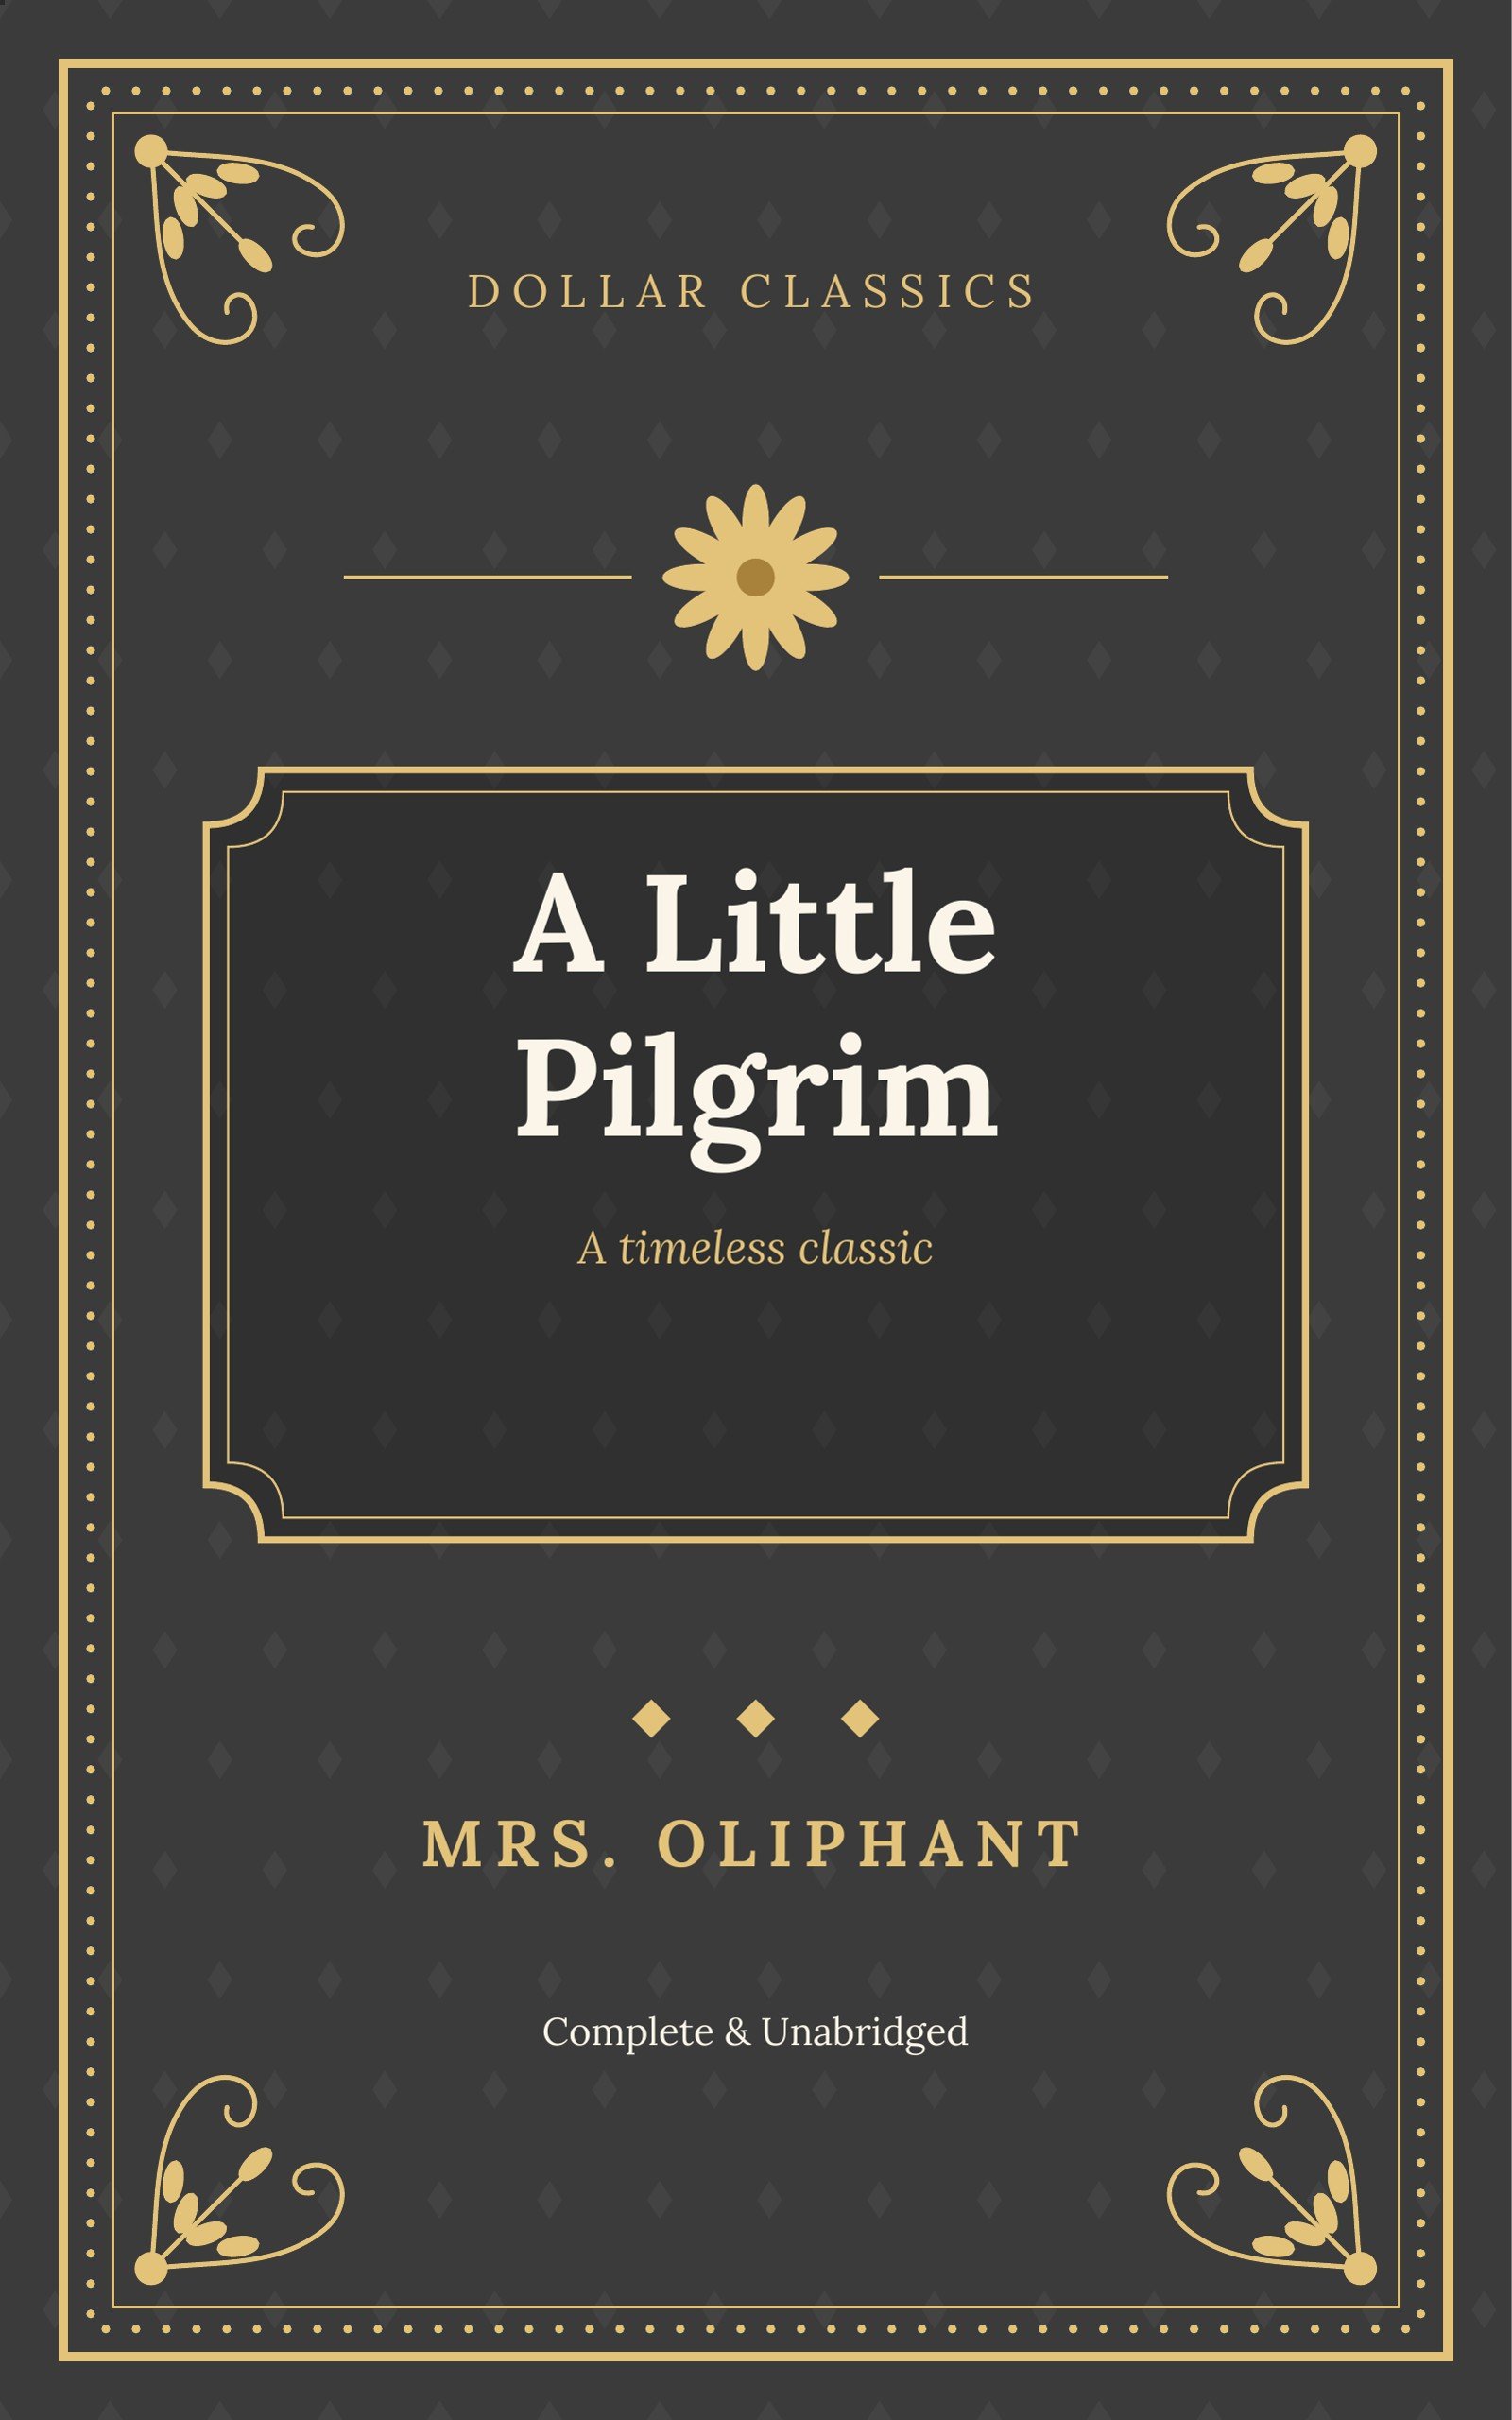 DOLLAR CLASSICS
A Little
Pilgrim
A timeless classic
MRS. OLIPHANT
Complete & Unabridged